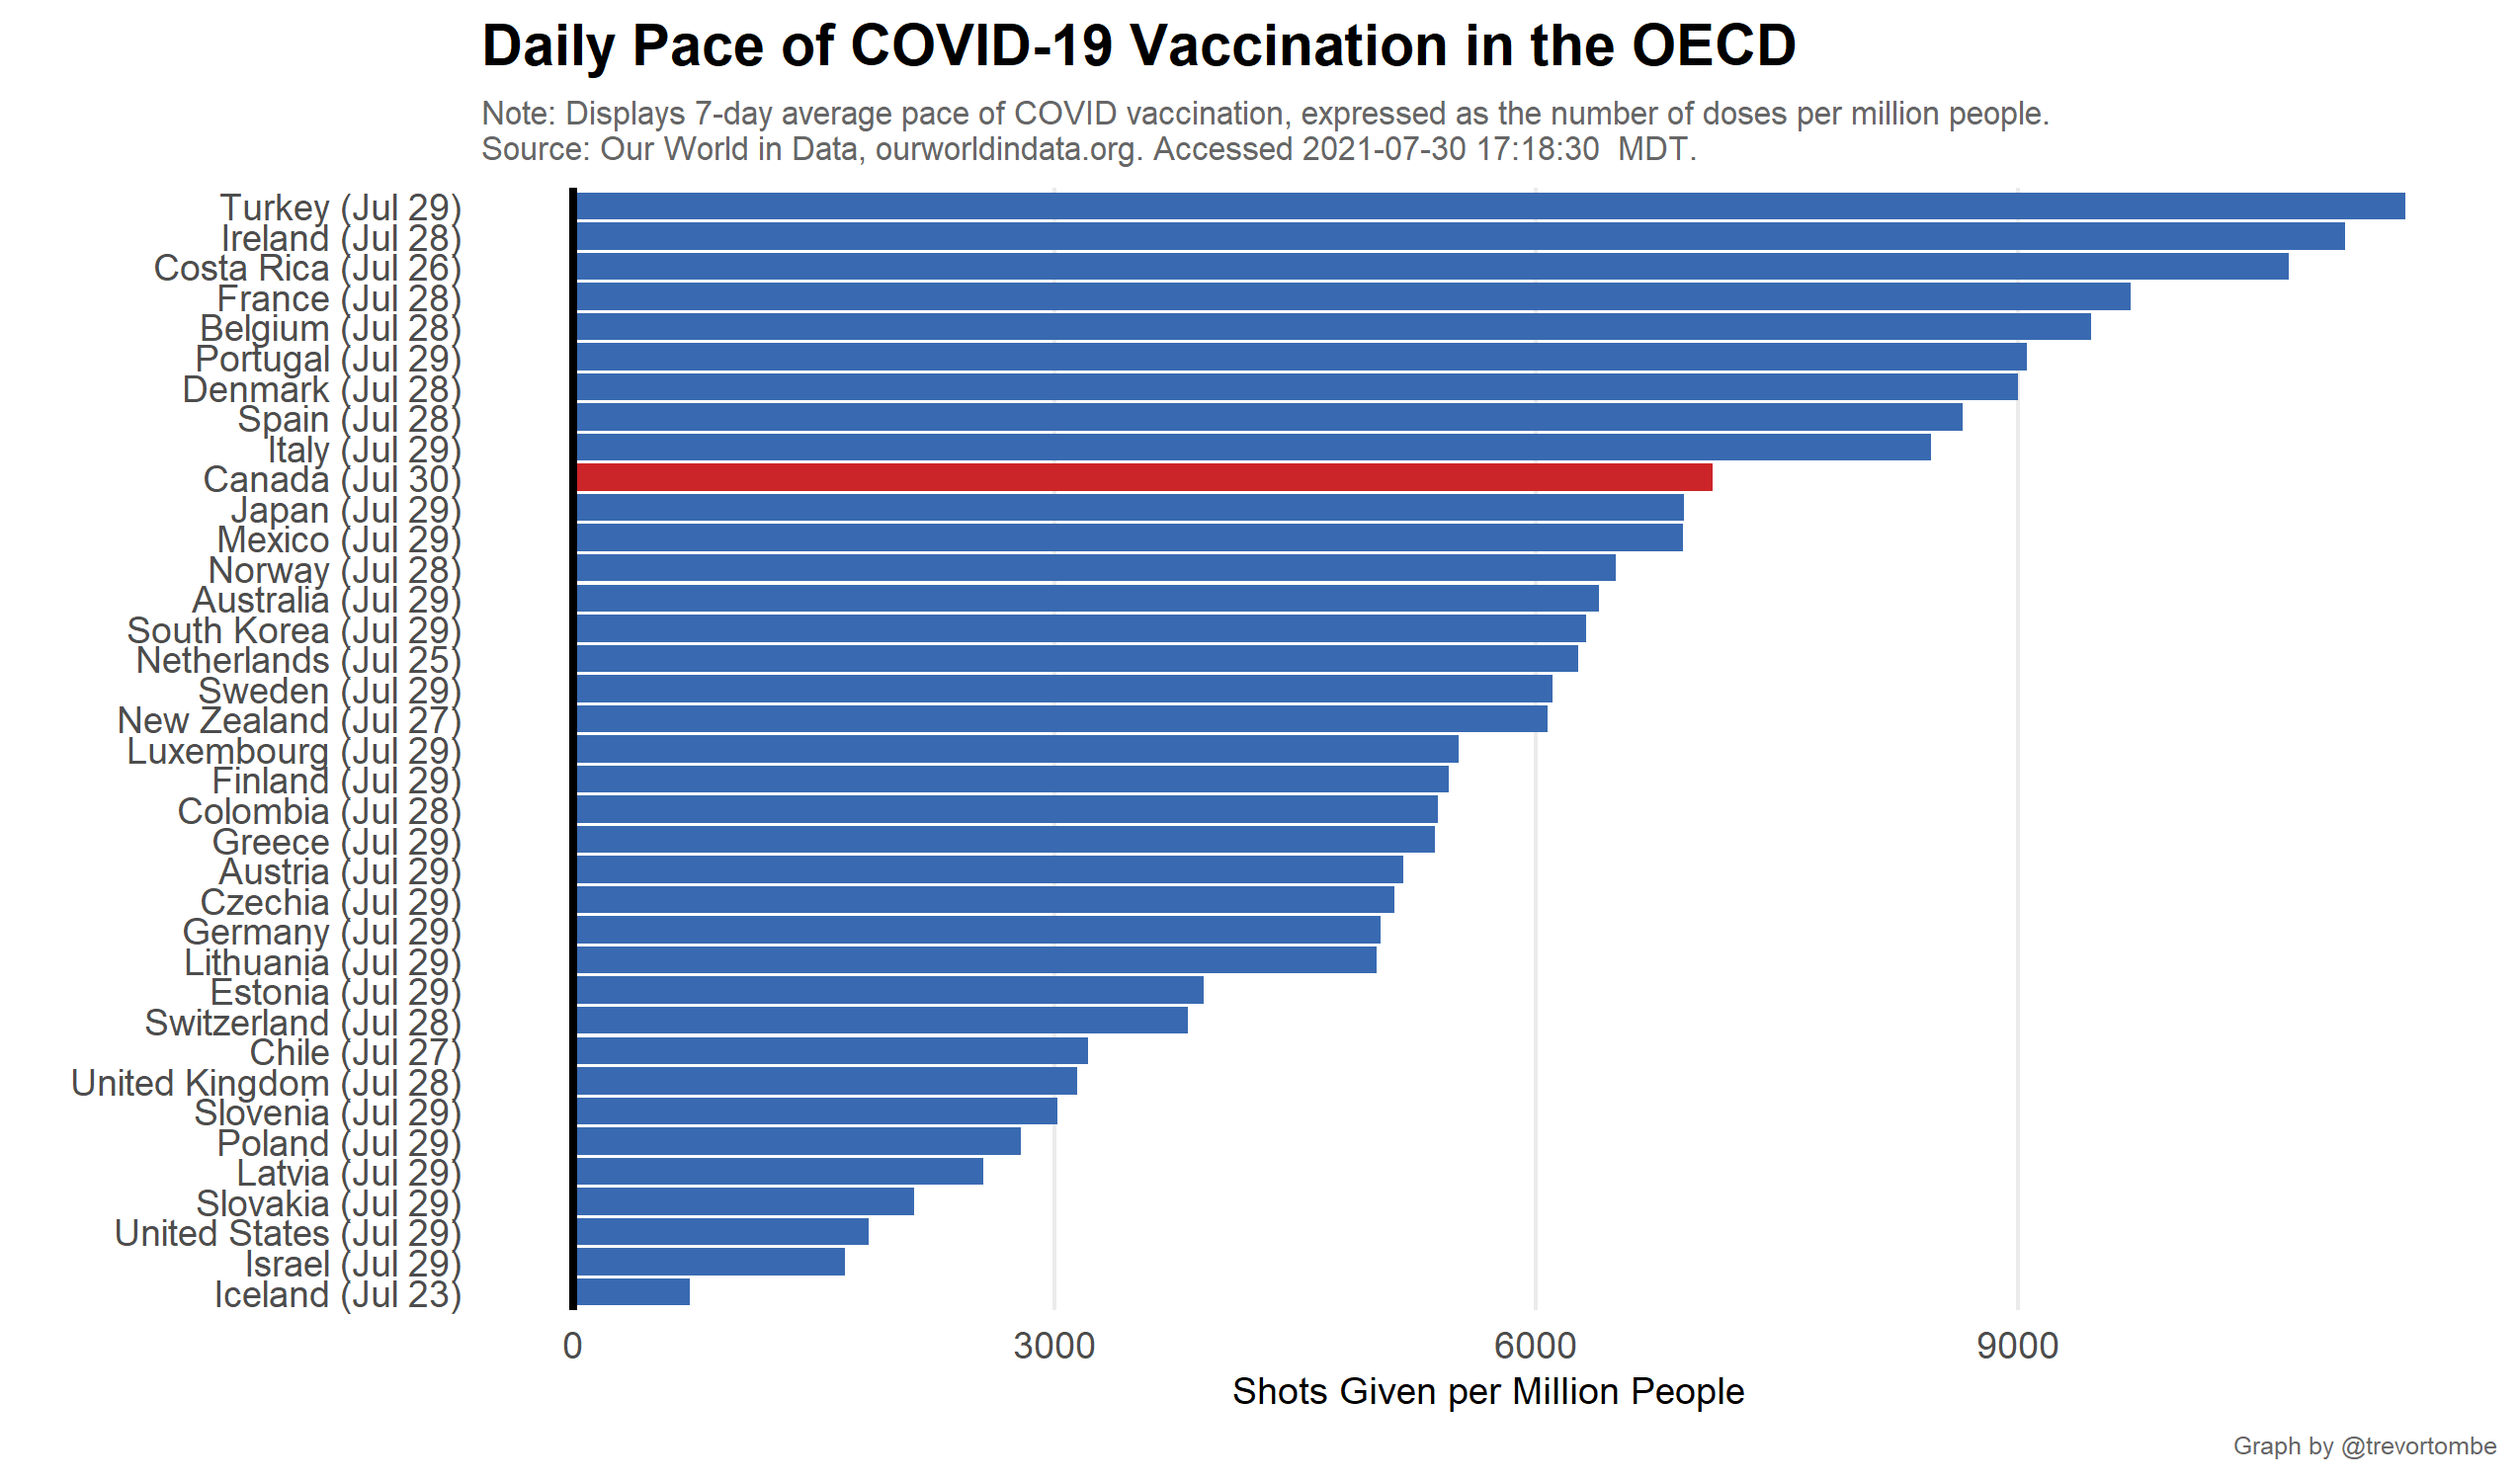 Daily Pace of COVID-19 Vaccination in the OECD
Note: Displays 7-day average pace of COVID vaccination, expressed as the number of doses per million people.
Source: Our World in Data, ourworldindata.org. Accessed 2021-07-30 17:18:30  MDT.
Turkey (Jul 29)
Ireland (Jul 28)
Costa Rica (Jul 26)
France (Jul 28)
Belgium (Jul 28)
Portugal (Jul 29)
Denmark (Jul 28)
Spain (Jul 28)
Italy (Jul 29)
Canada (Jul 30)
Japan (Jul 29)
Mexico (Jul 29)
Norway (Jul 28)
Australia (Jul 29)
South Korea (Jul 29)
Netherlands (Jul 25)
Sweden (Jul 29)
New Zealand (Jul 27)
Luxembourg (Jul 29)
Finland (Jul 29)
Colombia (Jul 28)
Greece (Jul 29)
Austria (Jul 29)
Czechia (Jul 29)
Germany (Jul 29)
Lithuania (Jul 29)
Estonia (Jul 29)
Switzerland (Jul 28)
Chile (Jul 27)
United Kingdom (Jul 28)
Slovenia (Jul 29)
Poland (Jul 29)
Latvia (Jul 29)
Slovakia (Jul 29)
United States (Jul 29)
Israel (Jul 29)
Iceland (Jul 23)
0 3000 6000 9000
Shots Given per Million People
Graph by @trevortombe